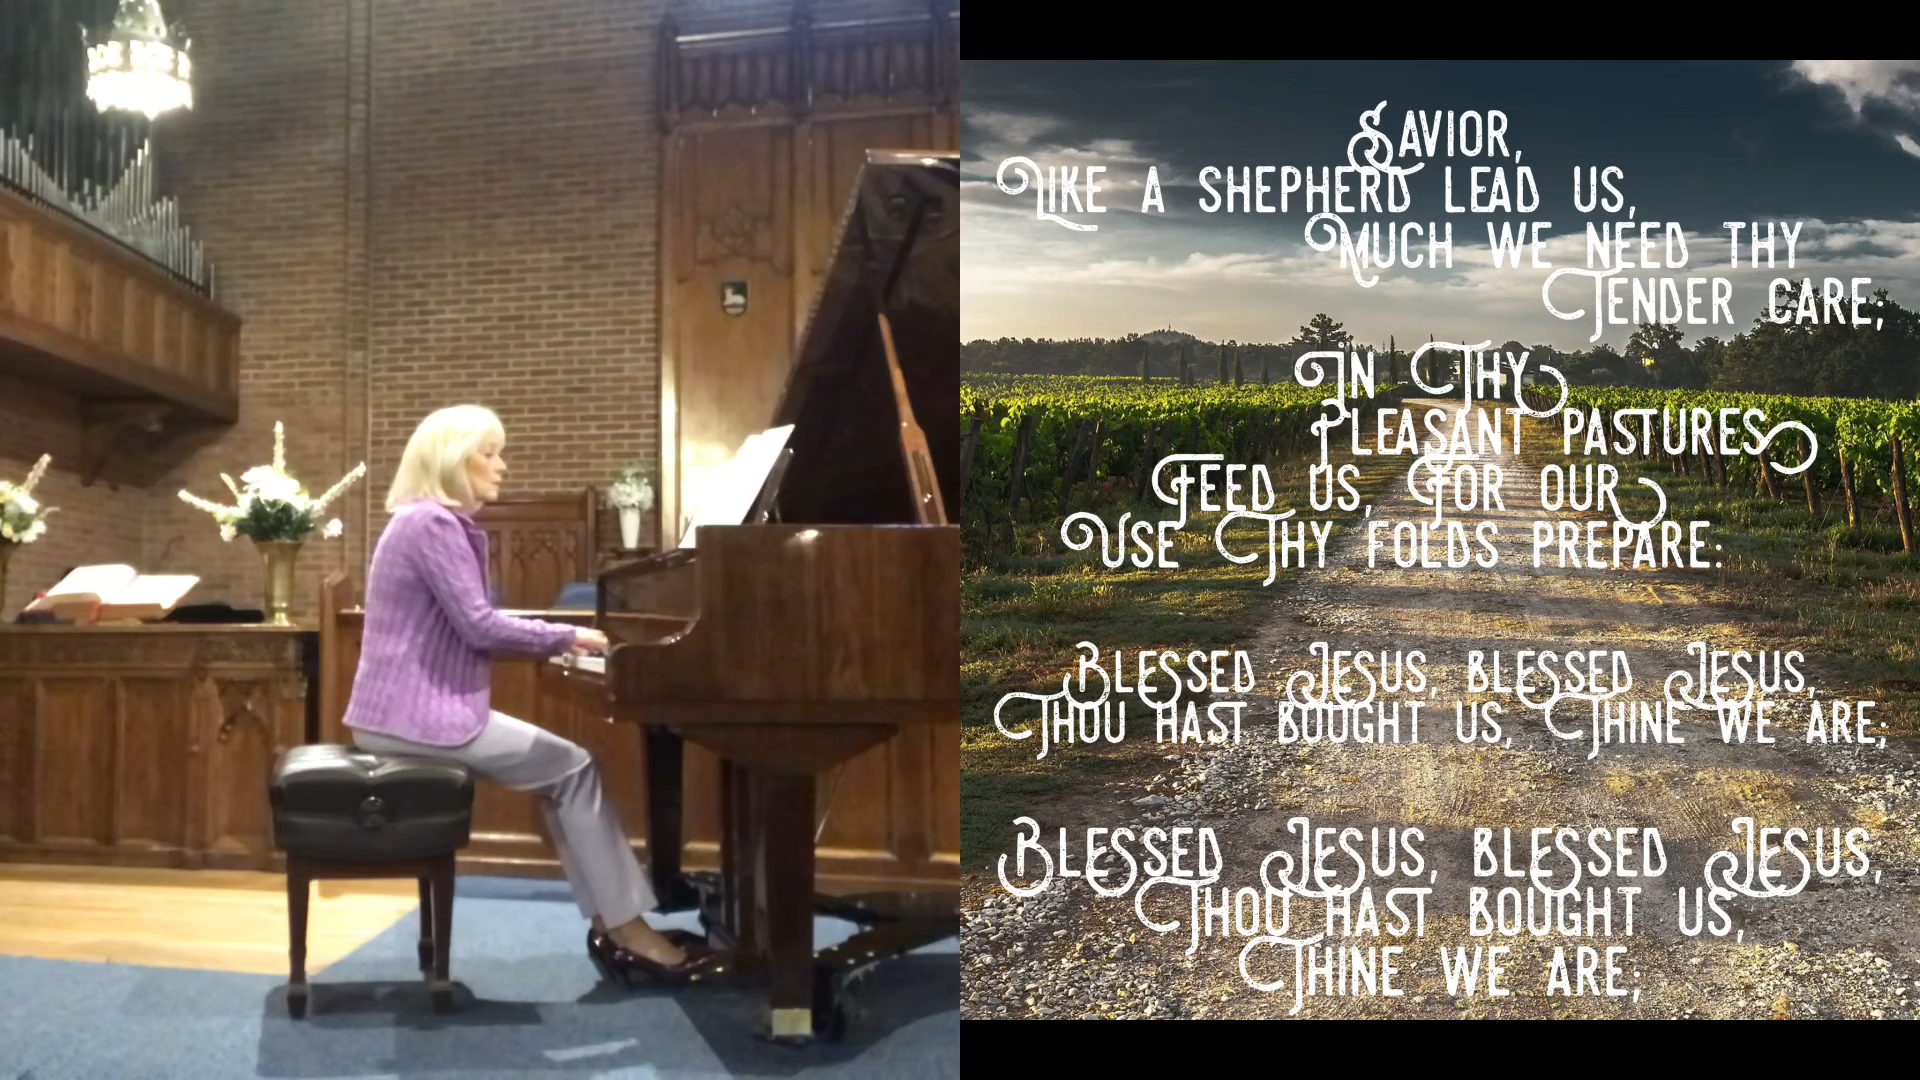 Savior,
Like a shepherd lead us,
Much we need Thy
Tender care;
In Thy
Pleasant pastures
Feed us, For our
Use Thy folds prepare:
Blessed Jesus, blessed Jesus,
Thou hast bought us, Thine we are;
Blessed Jesus, blessed Jesus,
Thou hast bought us,
Thine we are;